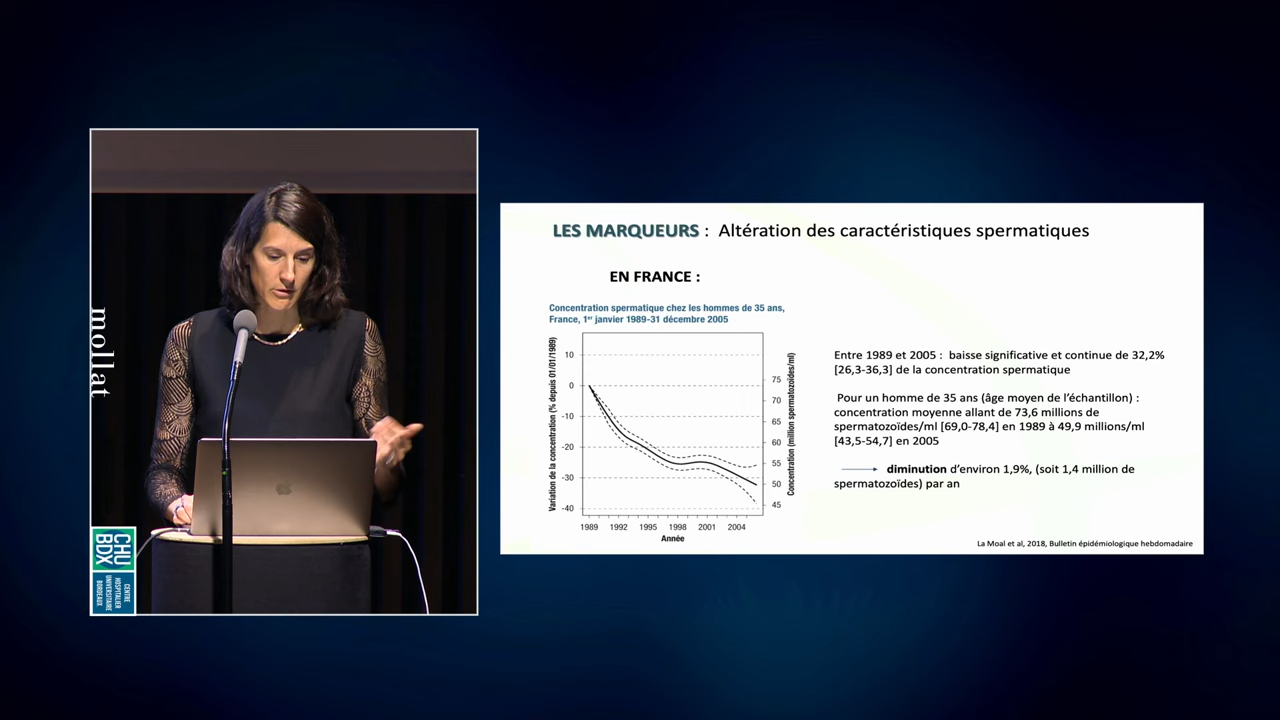 mollat
CHU
BDX
CENTRE
HOSPITALIER
UNIVERSITAIRE
BORDEAUX
LES MARQUEURS : Altération des caractéristiques spermatiques
EN FRANCE :
Concentration spermatique chez les hommes de 35 ans,
France, 1er janvier 1989-31 décembre 2005
Variation de la concentration (% depuis 01/01/1989)
10
0
-10
-20
-30
-40
75
70
65
60
55
50
45
Concentration (million spermatozoïdes/ml)
1989 1992 1995 1998 2001 2004
Année
Entre 1989 et 2005 : baisse significative et continue de 32,2%
[26,3-36,3] de la concentration spermatique
Pour un homme de 35 ans (âge moyen de l'échantillon) :
concentration moyenne allant de 73,6 millions de
spermatozoïdes/ml [69,0-78,4] en 1989 à 49,9 millions/ml
[43,5-54,7] en 2005
diminution d'environ 1,9%, (soit 1,4 million de
spermatozoïdes) par an
La Moal et al, 2018, Bulletin épidémiologique hebdomadaire